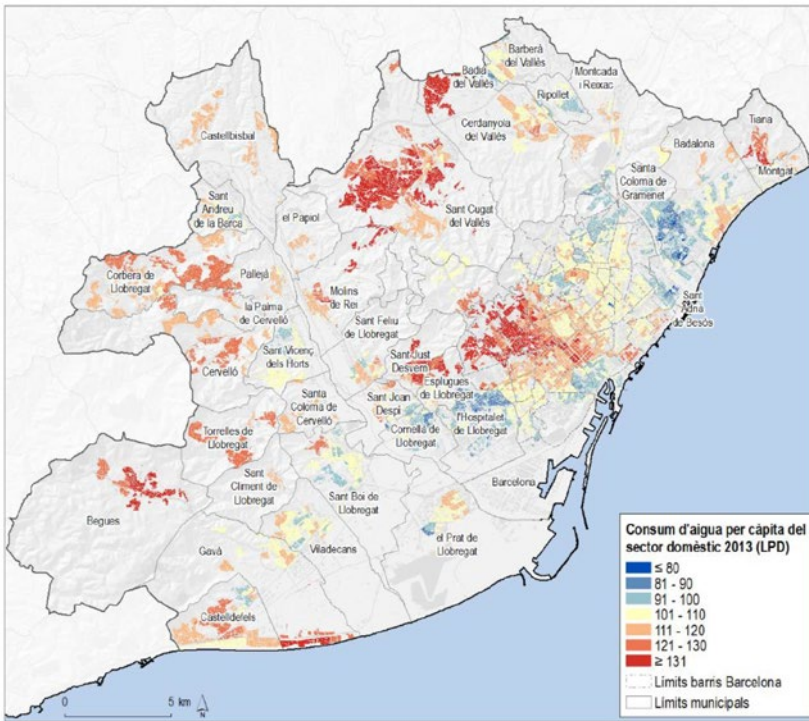 Barberà
del Vallès
Badia
del Vallès
Montcada
i Reixac
Ripollet
Castellbisbal
Cerdanyola
del Vallès
Tiana
Badalona
Montgat
Santa
Coloma de
Gramenet
Sant
Andreu
de la Barca
el Papiol
Sant Cugat
del Vallès
Corbera de
Llobregat
Pallejà
Molins
de Rei
la Palma
de Cervelló
Sant Feliu
de Llobregat
Sant
Adrià
de Besòs
Cervelló
Sant Vicenç
dels Horts
Sant Just
Desvern
Esplugues
de Llobregat
Santa
Coloma de
Cervelló
Sant Joan
Despí
l'Hospitalet
de Llobregat
Cornellà de
Llobregat
Torrelles de
Llobregat
Sant
Climent de
Llobregat
Sant Boi de
Llobregat
Barcelona
Begues
el Prat de
Llobregat
Viladecans
Gavà
Castelldefels
Consum d'aigua per càpita del
sector domèstic 2013 (LPD)
≤ 80
81 - 90
91 - 100
101 - 110
111 - 120
121 - 130
≥ 131
Límits barris Barcelona
Límits municipals
0 5 km
N